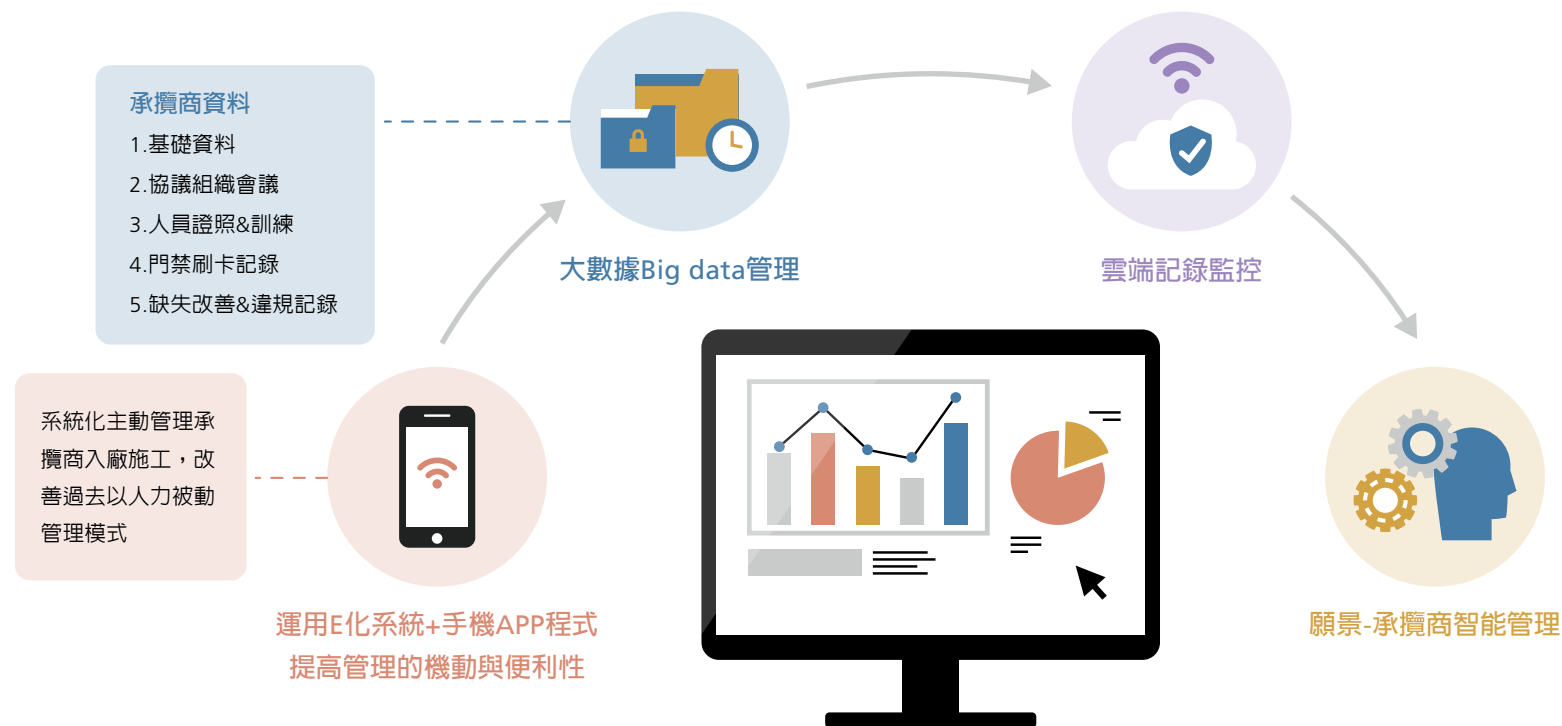 承攬商資料
1.基礎資料
2.協議組織會議
3.人員證照&訓練
4.門禁刷卡記錄
5.缺失改善&違規記錄
系統化主動管理承
攬商入廠施工，改
善過去以人力被動
管理模式
運用E化系統+手機APP程式
提高管理的機動與便利性
大數據Big data管理
雲端記錄監控
願景-承攬商智能管理